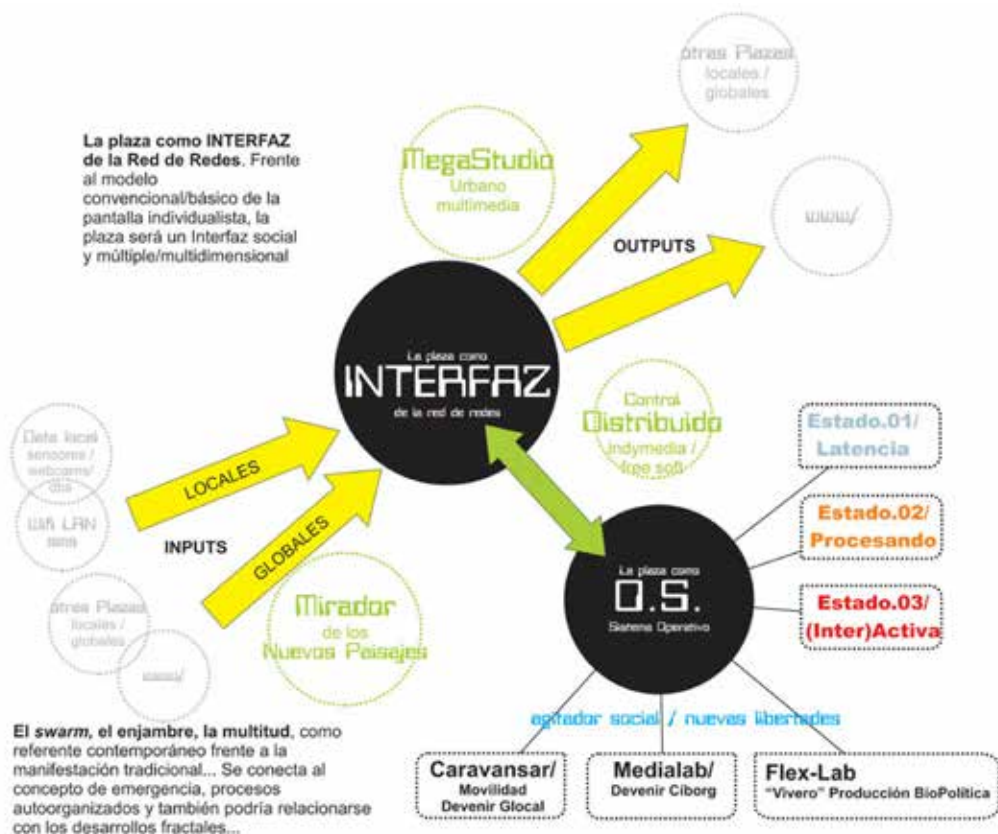 La plaza como INTERFAZ
de la Red de Redes. Frente
al modelo
convencional/básico de la
pantalla individualista, la
plaza será un Interfaz social
y múltiple/multidimensional
MegaStudio
Urbano
multimedia
otras Plazas
locales /
globales
www/
OUTPUTS
La plaza como
INTERFAZ
de la red de redes
Control
Distribuido
Indymedia /
free soft
Data local
sensores /
webcams/
Wifi LAN
sms
otras Plazas
locales /
globales
www/
LOCALES
INPUTS
GLOBALES
Mirador
de los
Nuevos Paisajes
Estado.01/
Latencia
Estado.02/
Procesando
Estado.03/
(Inter)Activa
La plaza como
O.S.
Sistema Operativo
agitador social / nuevas libertades
Caravansar/
Movilidad
Devenir Glocal
Medialab/
Devenir Cíborg
Flex-Lab
"Vivero" Producción BioPolítica
El swarm, el enjambre, la multitud, como
referente contemporáneo frente a la
manifestación tradicional... Se conecta al
concepto de emergencia, procesos
autoorganizados y también podría relacionarse
con los desarrollos fractales...